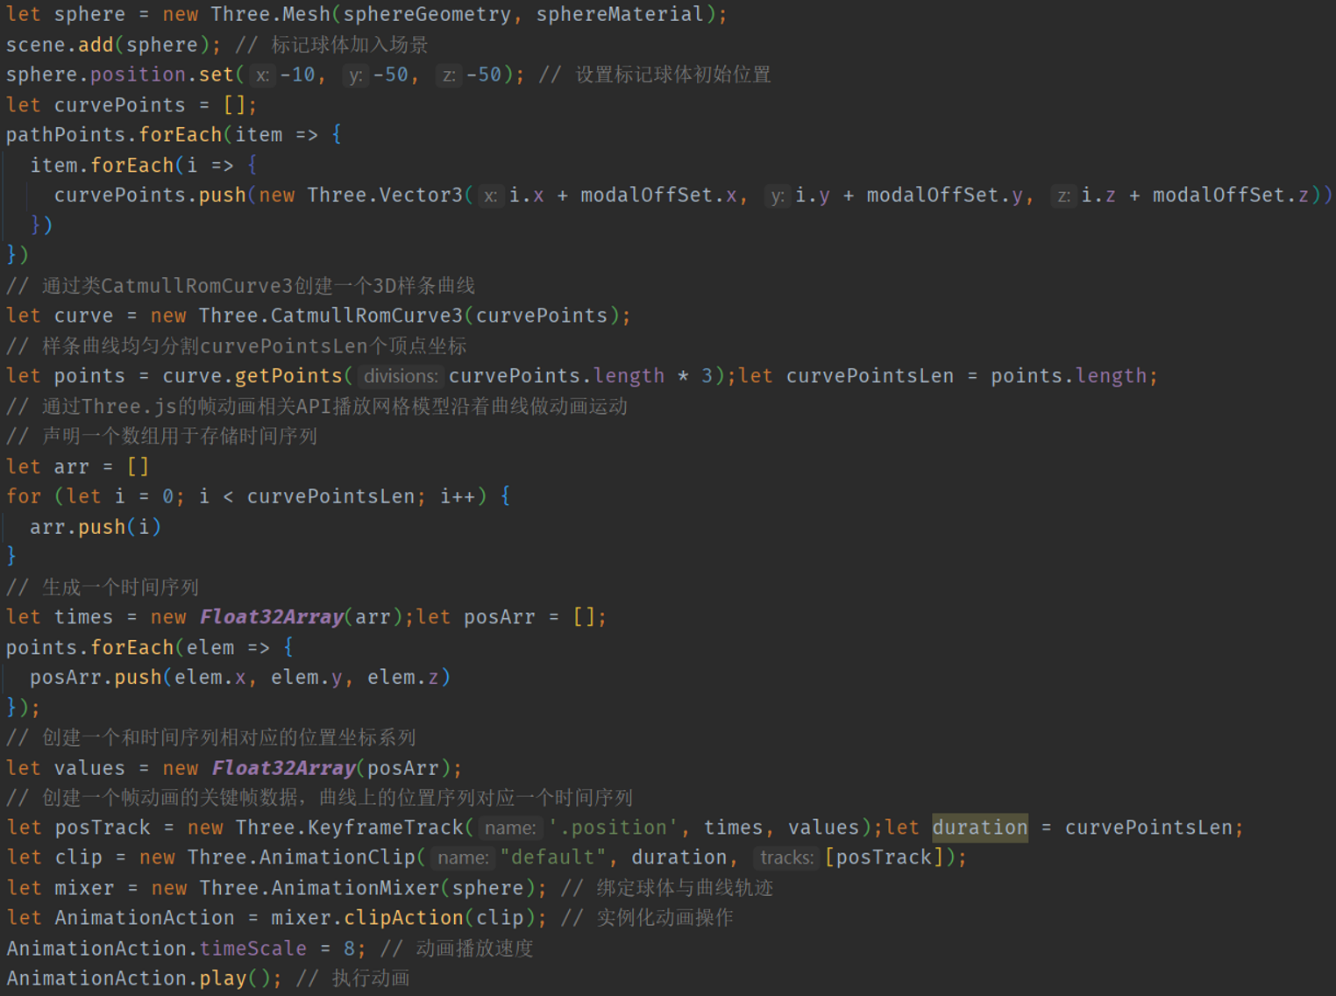 let sphere = new Three.Mesh(sphereGeometry, sphereMaterial);
scene.add(sphere); // 标记球体加入场景
sphere.position.set( x: -10, y: -50, z: -50); // 设置标记球体初始位置
let curvePoints = [];
pathPoints.forEach(item => {
item.forEach(i => {
curvePoints.push(new Three.Vector3( x: i.x + modalOffSet.x, y: i.y + modalOffSet.y, z: i.z + modalOffSet.z))
})
})
// 通过类CatmullRomCurve3创建一个3D样条曲线
let curve = new Three.CatmullRomCurve3(curvePoints);
// 样条曲线均匀分割curvePointsLen个顶点坐标
let points = curve.getPoints( divisions: curvePoints.length * 3);let curvePointsLen = points.length;
// 通过Three.js的帧动画相关API播放网格模型沿着曲线做动画运动
// 声明一个数组用于存储时间序列
let arr = []
for (let i = 0; i < curvePointsLen; i++) {
arr.push(i)
}
// 生成一个时间序列
let times = new Float32Array(arr);let posArr = [];
points.forEach(elem => {
posArr.push(elem.x, elem.y, elem.z)
});
// 创建一个和时间序列相对应的位置坐标系列
let values = new Float32Array(posArr);
// 创建一个帧动画的关键帧数据，曲线上的位置序列对应一个时间序列
let posTrack = new Three.KeyframeTrack( name: '.position', times, values);let duration = curvePointsLen;
let clip = new Three.AnimationClip( name: "default", duration, tracks: [posTrack]);
let mixer = new Three.AnimationMixer(sphere); // 绑定球体与曲线轨迹
let AnimationAction = mixer.clipAction(clip); // 实例化动画操作
AnimationAction.timeScale = 8; // 动画播放速度
AnimationAction.play(); // 执行动画